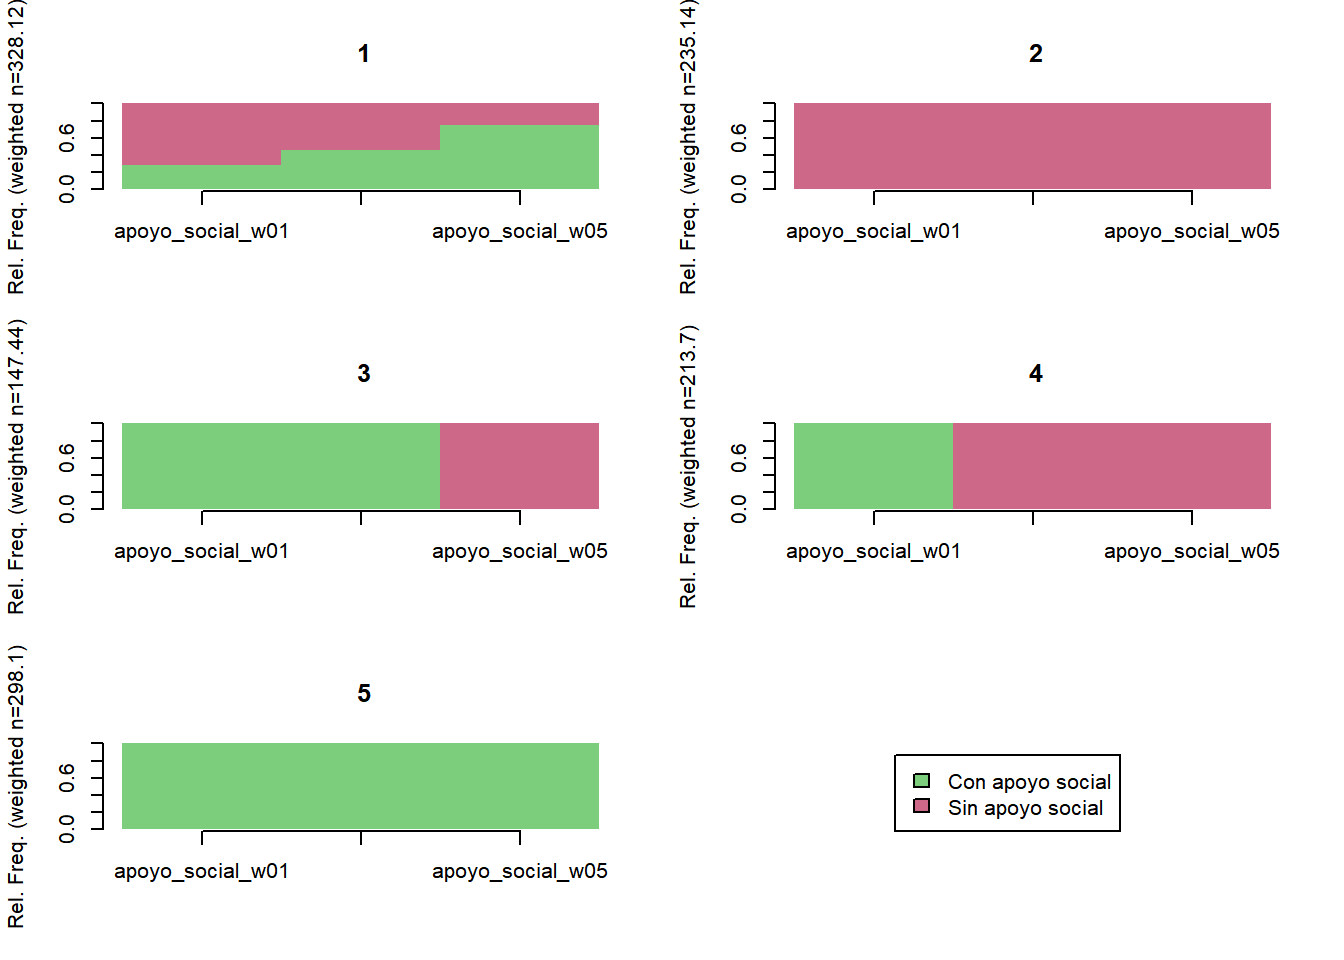 1
Rel. Freq. (weighted n=328.12)
0.6
0.0
apoyo_social_w01
apoyo_social_w05
2
Rel. Freq. (weighted n=235.14)
0.6
0.0
apoyo_social_w01
apoyo_social_w05
3
Rel. Freq. (weighted n=147.44)
0.6
0.0
apoyo_social_w01
apoyo_social_w05
4
Rel. Freq. (weighted n=213.7)
0.6
0.0
apoyo_social_w01
apoyo_social_w05
5
Rel. Freq. (weighted n=298.1)
0.6
0.0
apoyo_social_w01
apoyo_social_w05
Con apoyo social
Sin apoyo social